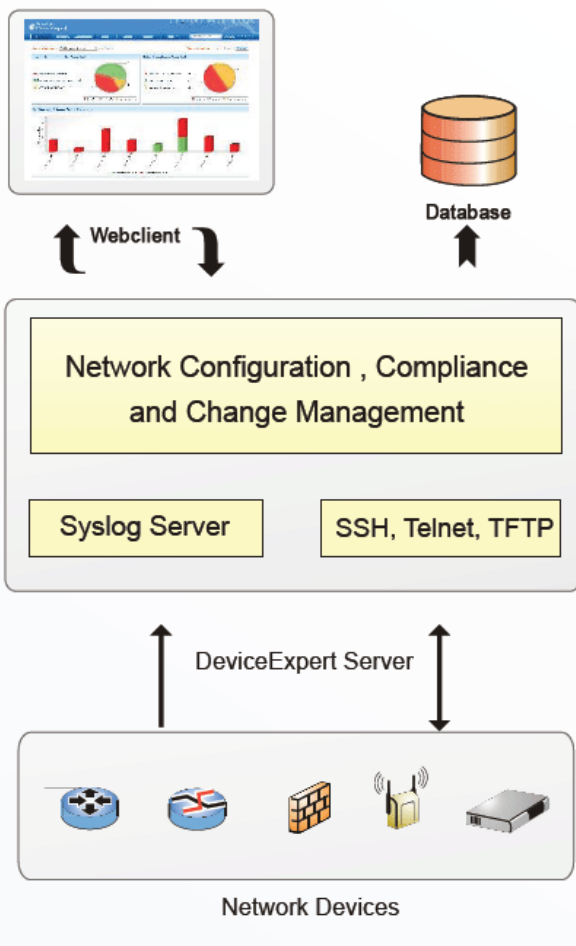 Database
Webclient
Network Configuration , Compliance
and Change Management
Syslog Server
SSH, Telnet, TFTP
DeviceExpert Server
Network Devices